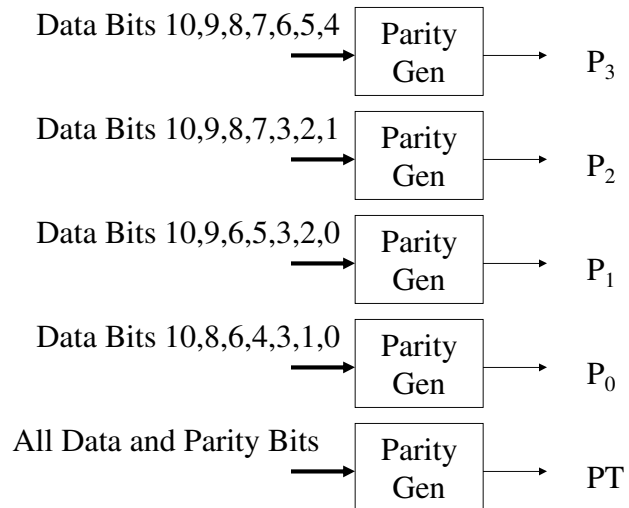 Data Bits 10,9,8,7,6,5,4
Parity
Gen
P3
Data Bits 10,9,8,7,3,2,1
Parity
Gen
P2
Data Bits 10,9,6,5,3,2,0
Parity
Gen
P1
Data Bits 10,8,6,4,3,1,0
Parity
Gen
P0
All Data and Parity Bits
Parity
Gen
PT